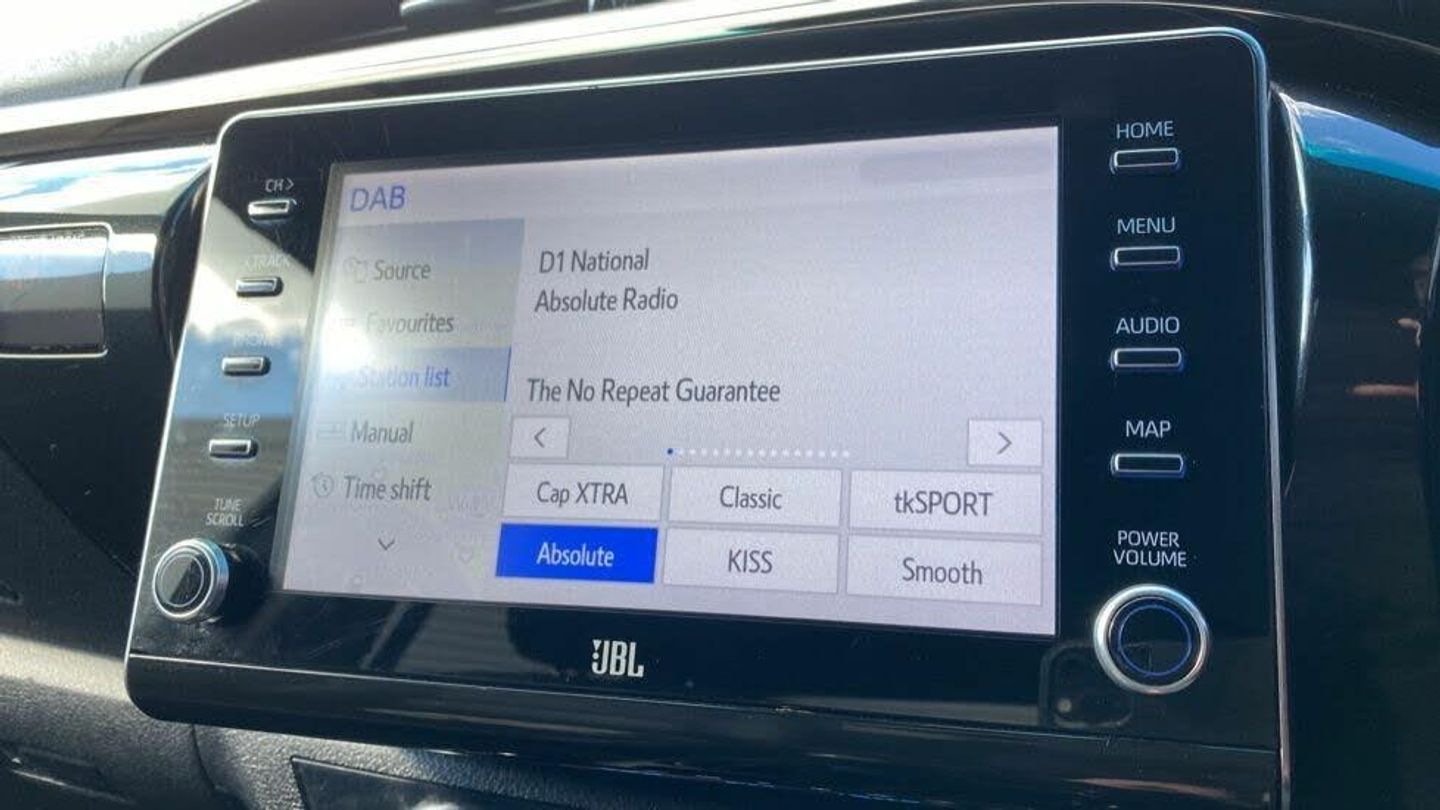 CH>
TRACK
PHONE
SETUP
TUNE
SCROLL
DAB
Source
Favourites
Station list
Manual
Time shift
D1 National
Absolute Radio
The No Repeat Guarantee
Cap XTRA
Classic
tkSPORT
Absolute
KISS
Smooth
JBL
HOME
MENU
AUDIO
MAP
POWER
VOLUME